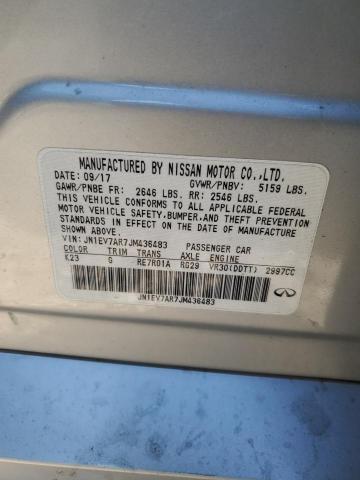 MANUFACTURED BY NISSAN MOTOR CO.,LTD.
DATE: 09/17 GVWR/PNBV: 5159 LBS.
GAWR/PNBE FR: 2646 LBS. RR: 2546 LBS.
THIS VEHICLE CONFORMS TO ALL APPLICABLE FEDERAL
MOTOR VEHICLE SAFETY,BUMPER,AND THEFT PREVENTION
STANDARDS IN EFFECT ON THE DATE OF MANUFACTURE
SHOWN ABOVE.
VIN:JN1EV7AR7JM436483 PASSENGER CAR
COLOR TRIM TRANS AXLE ENGINE
K23 G RE7R01A RG29 VR30(DDTT) 2997CC
JN1EV7AR7JM436483